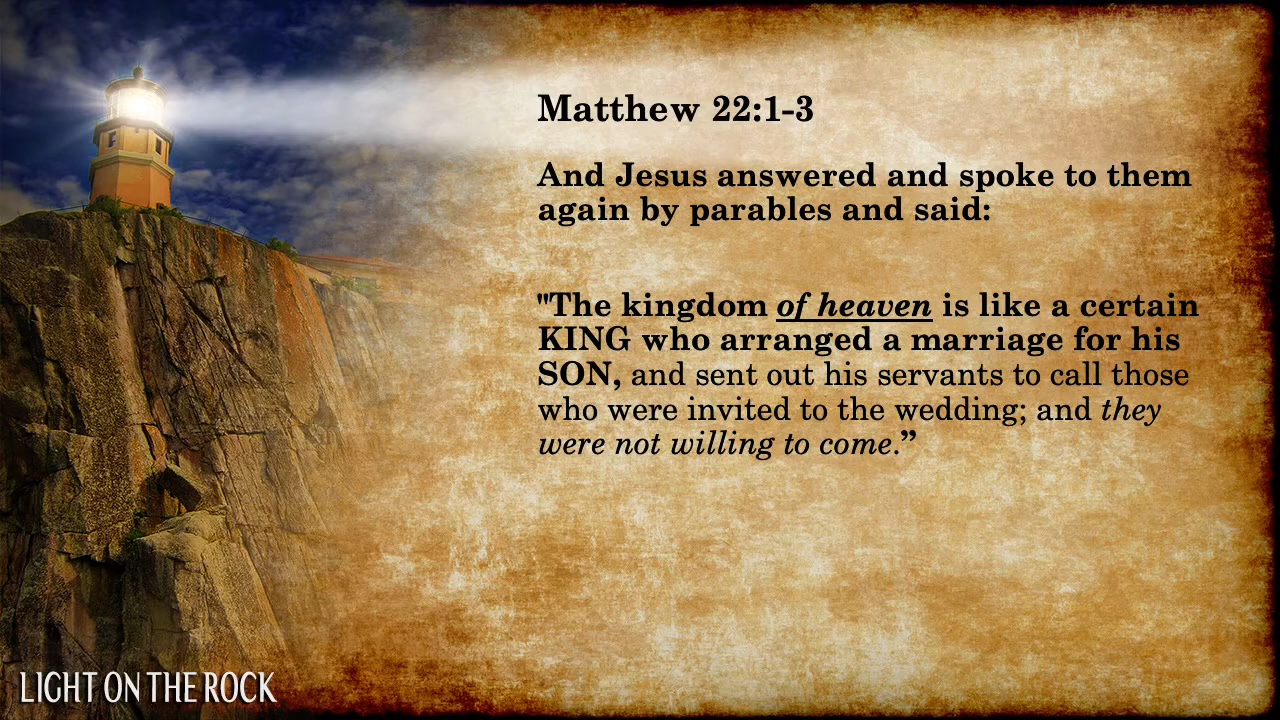 Matthew 22:1-3
And Jesus answered and spoke to them
again by parables and said:
"The kingdom of heaven is like a certain
KING who arranged a marriage for his
SON, and sent out his servants to call those
who were invited to the wedding; and they
were not willing to come.”
LIGHT ON THE ROCK